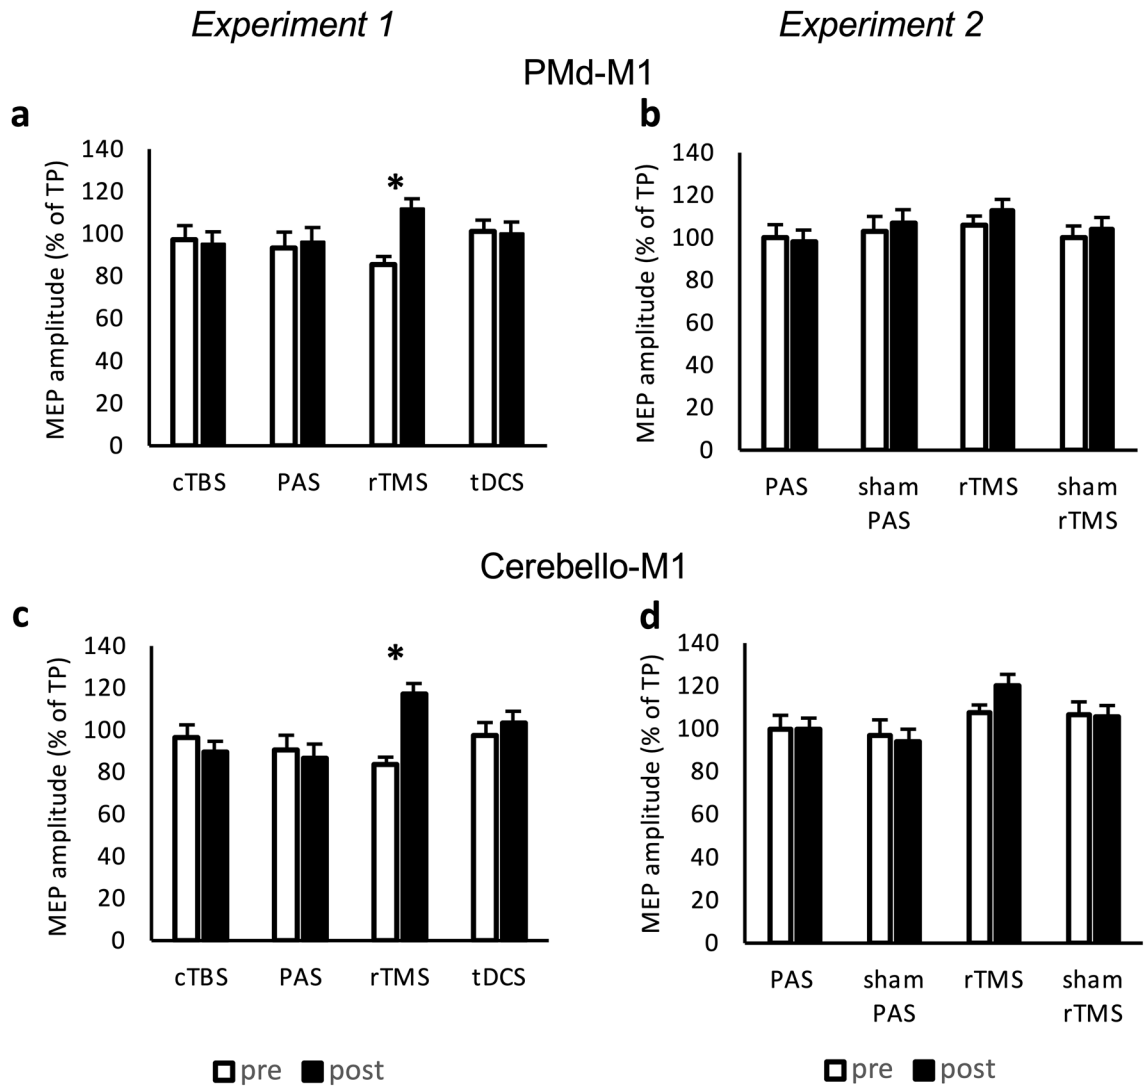 Experiment 1
Experiment 2
PMd-M1
a
b
MEP amplitude (% of TP)
140
120
100
80
60
40
20
0
*
cTBS PAS rTMS tDCS
MEP amplitude (% of TP)
140
120
100
80
60
40
20
0
PAS sham PAS rTMS sham rTMS
Cerebello-M1
c
d
MEP amplitude (% of TP)
140
120
100
80
60
40
20
0
*
cTBS PAS rTMS tDCS
MEP amplitude (% of TP)
140
120
100
80
60
40
20
0
PAS sham PAS rTMS sham rTMS
pre post
pre post